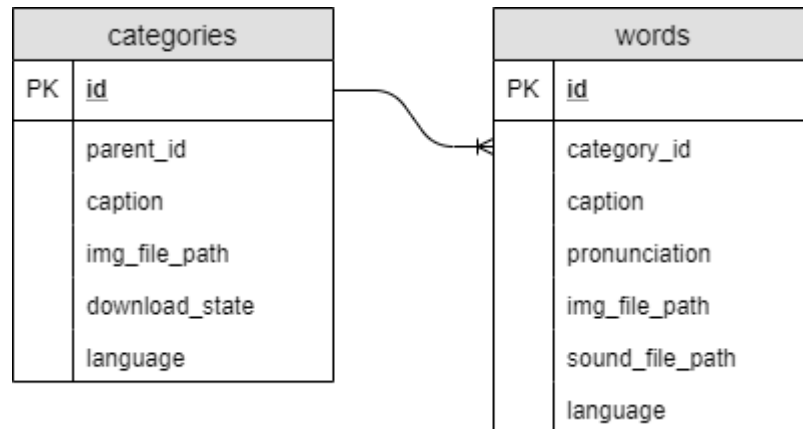 categories
PK id
parent_id
caption
img_file_path
download_state
language
words
PK id
category_id
caption
pronunciation
img_file_path
sound_file_path
language